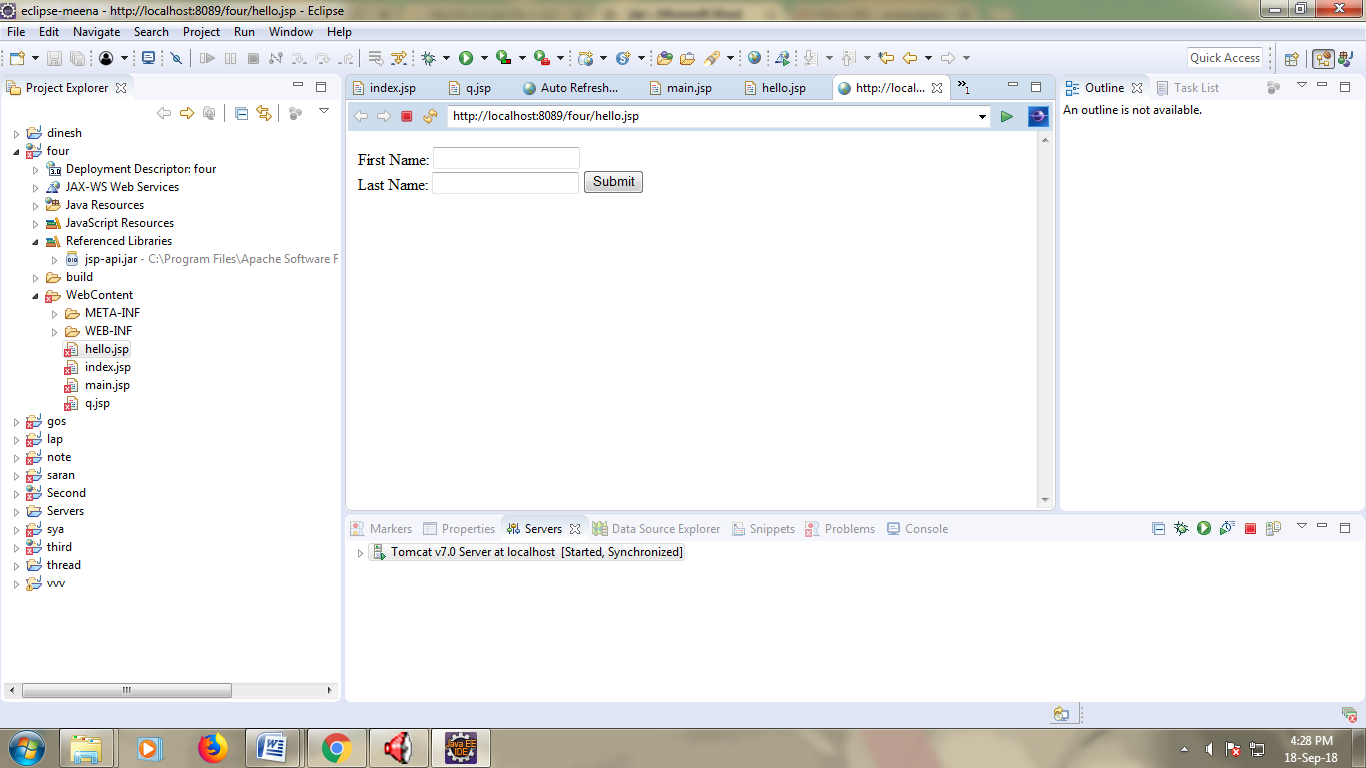 eclipse-meena - http://localhost:8089/four/hello.jsp - Eclipse
File Edit Navigate Search Project Run Window Help
Quick Access
Project Explorer
dinesh
four
Deployment Descriptor: four
3.0
JAX-WS Web Services
Java Resources
JavaScript Resources
Referenced Libraries
jsp-api.jar - C:\Program Files\Apache Software F
build
WebContent
META-INF
WEB-INF
hello.jsp
index.jsp
main.jsp
q.jsp
gos
lap
note
saran
Second
Servers
sya
third
thread
vvv
index.jsp q.jsp Auto Refresh... main.jsp hello.jsp http://local... »1
http://localhost:8089/four/hello.jsp
First Name:
Last Name: Submit
Outline Task List
An outline is not available.
Markers Properties Servers Data Source Explorer Snippets Problems Console
Tomcat v7.0 Server at localhost [Started, Synchronized]
Java EE
IDE
4:28 PM
18-Sep-18